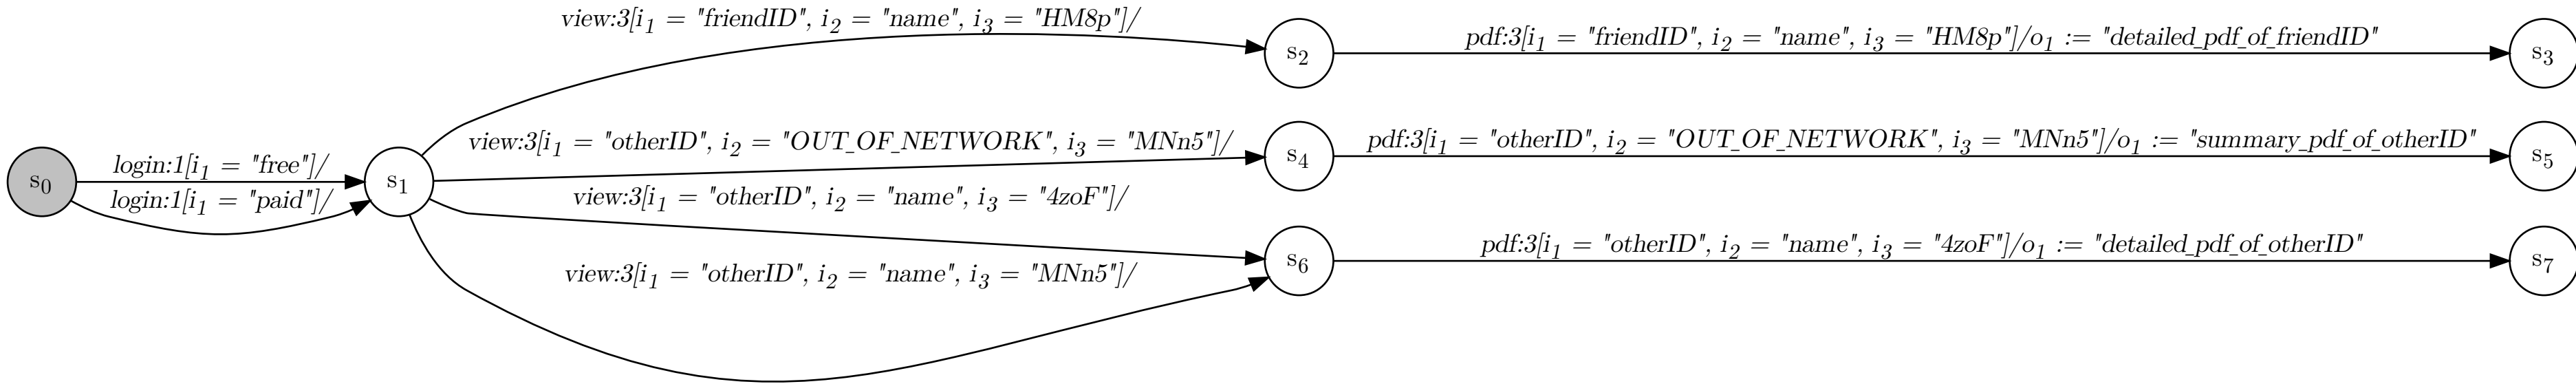 view:3[i1 = "friendID", i2 = "name", i3 = "HM8p"]/
s2
pdf:3[i1 = "friendID", i2 = "name", i3 = "HM8p"]/o1 := "detailed_pdf_of_friendID"
s3
s0
login:1[i1 = "free"]/
login:1[i1 = "paid"]/
s1
view:3[i1 = "otherID", i2 = "OUT_OF_NETWORK", i3 = "MNn5"]/
s4
pdf:3[i1 = "otherID", i2 = "OUT_OF_NETWORK", i3 = "MNn5"]/o1 := "summary_pdf_of_otherID"
s5
view:3[i1 = "otherID", i2 = "name", i3 = "4zoF"]/
view:3[i1 = "otherID", i2 = "name", i3 = "MNn5"]/
s6
pdf:3[i1 = "otherID", i2 = "name", i3 = "4zoF"]/o1 := "detailed_pdf_of_otherID"
s7